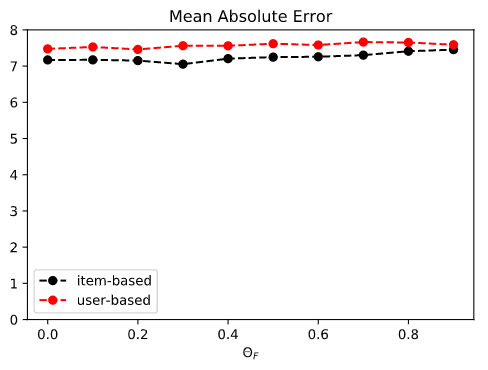 Mean Absolute Error
8
7
6
5
4
3
2
1
0
item-based
user-based
0.0 0.2 0.4 0.6 0.8
Θ_F